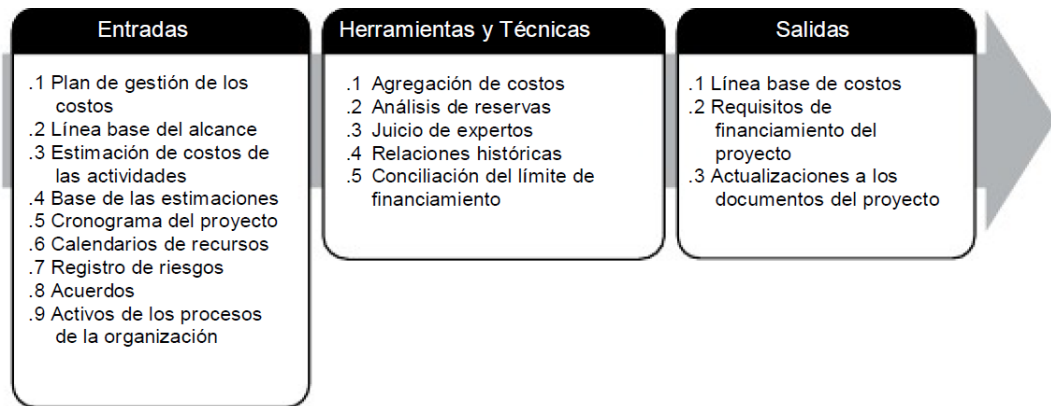 Entradas
.1 Plan de gestión de los
costos
.2 Línea base del alcance
.3 Estimación de costos de
las actividades
.4 Base de las estimaciones
.5 Cronograma del proyecto
.6 Calendarios de recursos
.7 Registro de riesgos
.8 Acuerdos
.9 Activos de los procesos
de la organización
Herramientas y Técnicas
.1 Agregación de costos
.2 Análisis de reservas
.3 Juicio de expertos
.4 Relaciones históricas
.5 Conciliación del límite de
financiamiento
Salidas
.1 Línea base de costos
.2 Requisitos de
financiamiento del
proyecto
.3 Actualizaciones a los
documentos del proyecto